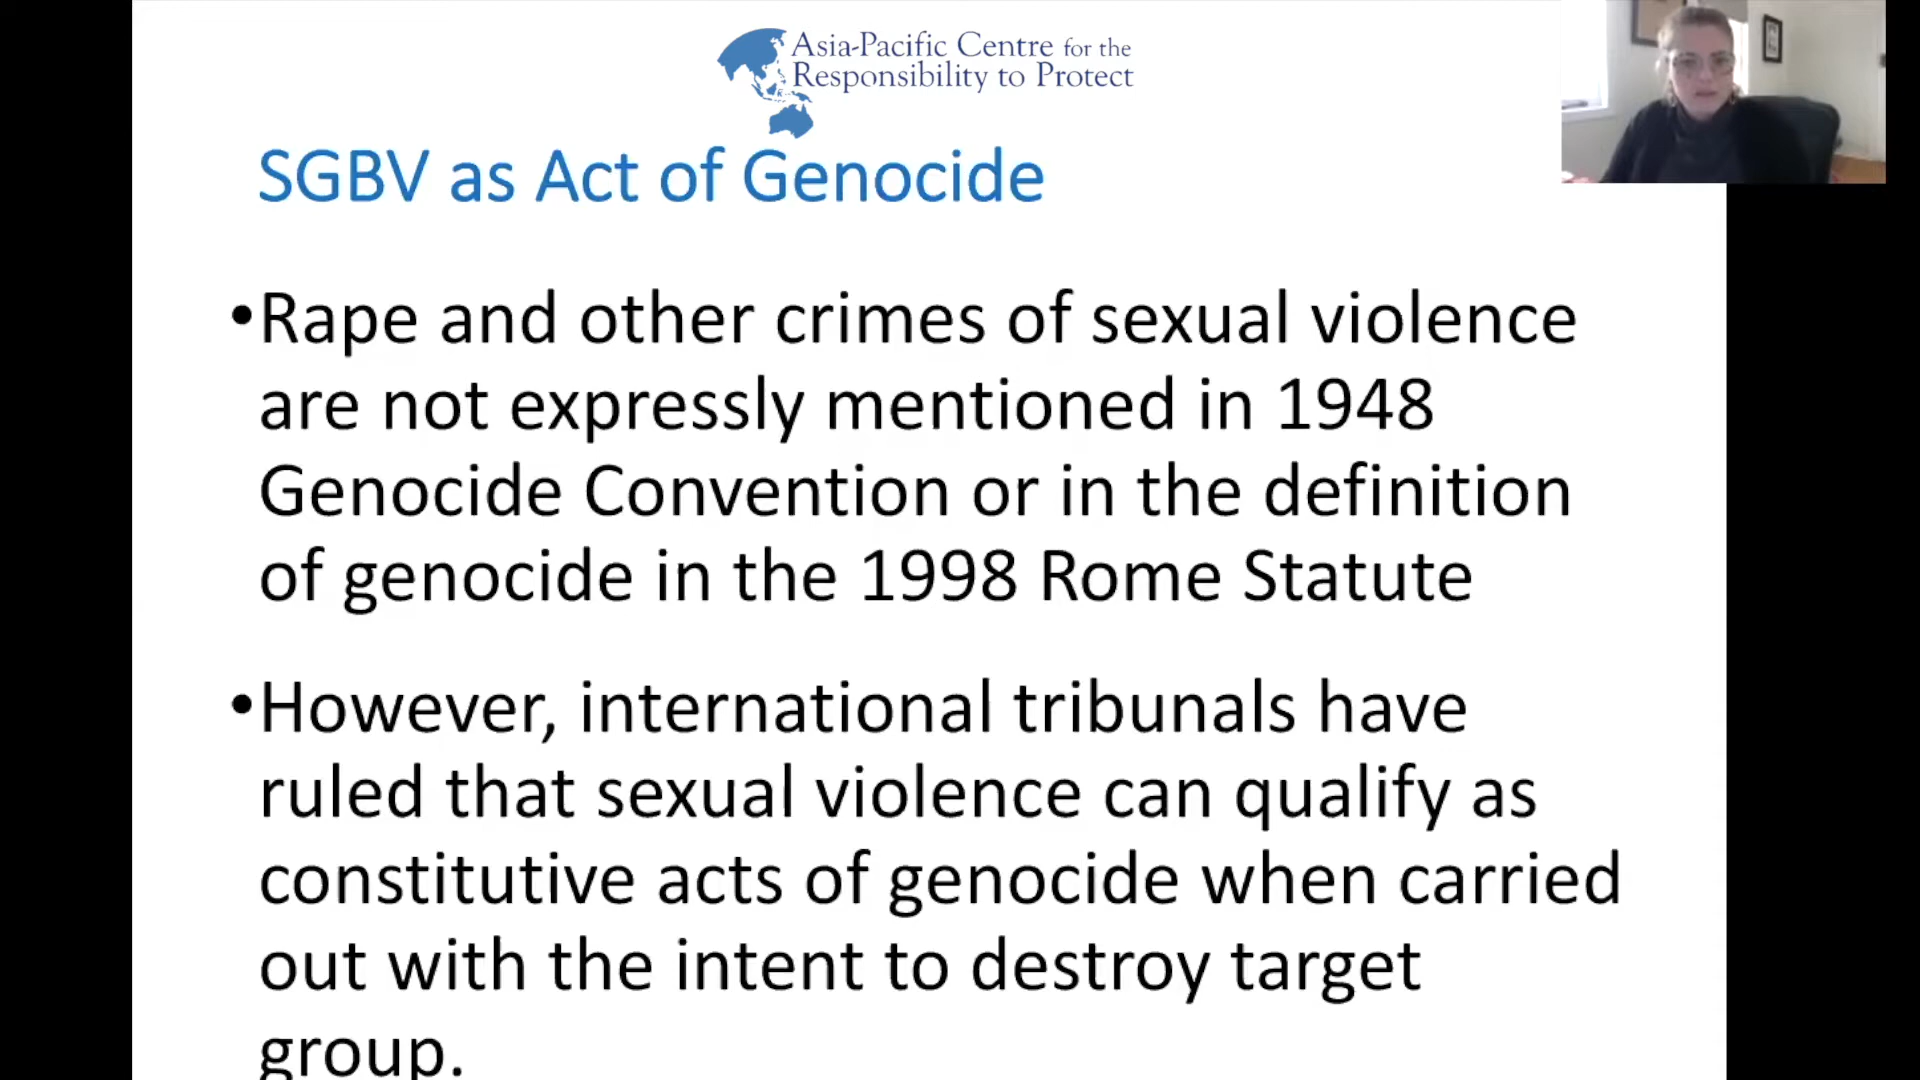 Asia-Pacific Centre for the
Responsibility to Protect
SGBV as Act of Genocide
•Rape and other crimes of sexual violence
are not expressly mentioned in 1948
Genocide Convention or in the definition
of genocide in the 1998 Rome Statute
•However, international tribunals have
ruled that sexual violence can qualify as
constitutive acts of genocide when carried
out with the intent to destroy target
group.